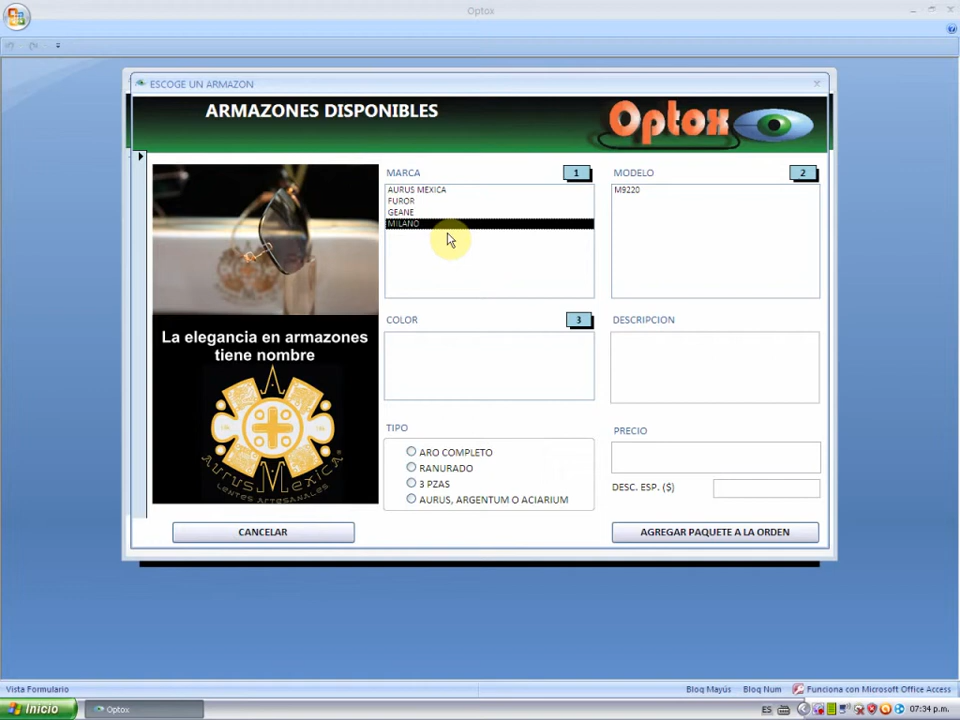 Optox
ESCOGE UN ARMAZON
ARMAZONES DISPONIBLES
Optox
MARCA
1
AURUS MEXICA
FUROR
GEANE
MILANO
MODELO
2
M9220
La elegancia en armazones
tiene nombre
AURUS MEXICA
LENTES ARTESANALES
COLOR
3
DESCRIPCION
TIPO
ARO COMPLETO
RANURADO
3 PZAS
AURUS, ARGENTUM O ACIARIUM
PRECIO
DESC. ESP. ($)
CANCELAR
AGREGAR PAQUETE A LA ORDEN
Vista Formulario
Bloq Mayús
Bloq Num
Funciona con Microsoft Office Access
Inicio
Optox
ES
07:34 p.m.